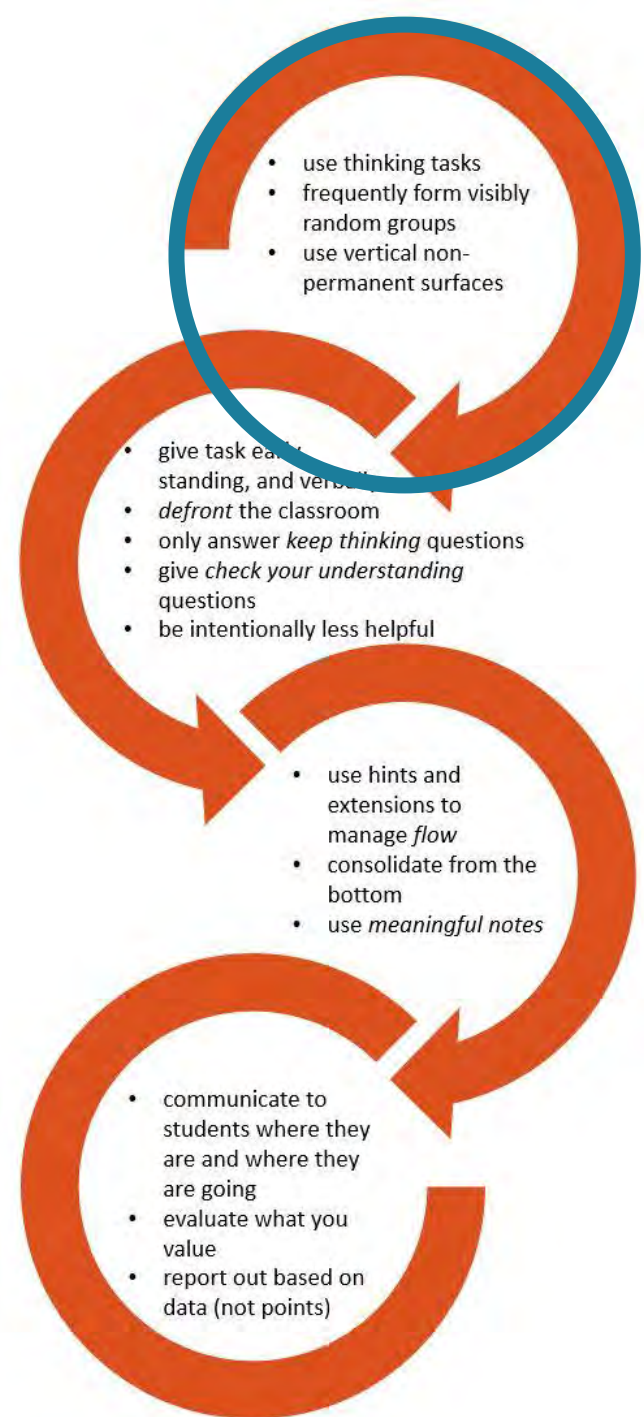 • use thinking tasks
• frequently form visibly
random groups
• use vertical non-
permanent surfaces
• give task early,
standing, and verbally
• defront the classroom
• only answer keep thinking questions
• give check your understanding
questions
• be intentionally less helpful
• use hints and
extensions to
manage flow
• consolidate from the
bottom
• use meaningful notes
• communicate to
students where they
are and where they
are going
• evaluate what you
value
• report out based on
data (not points)